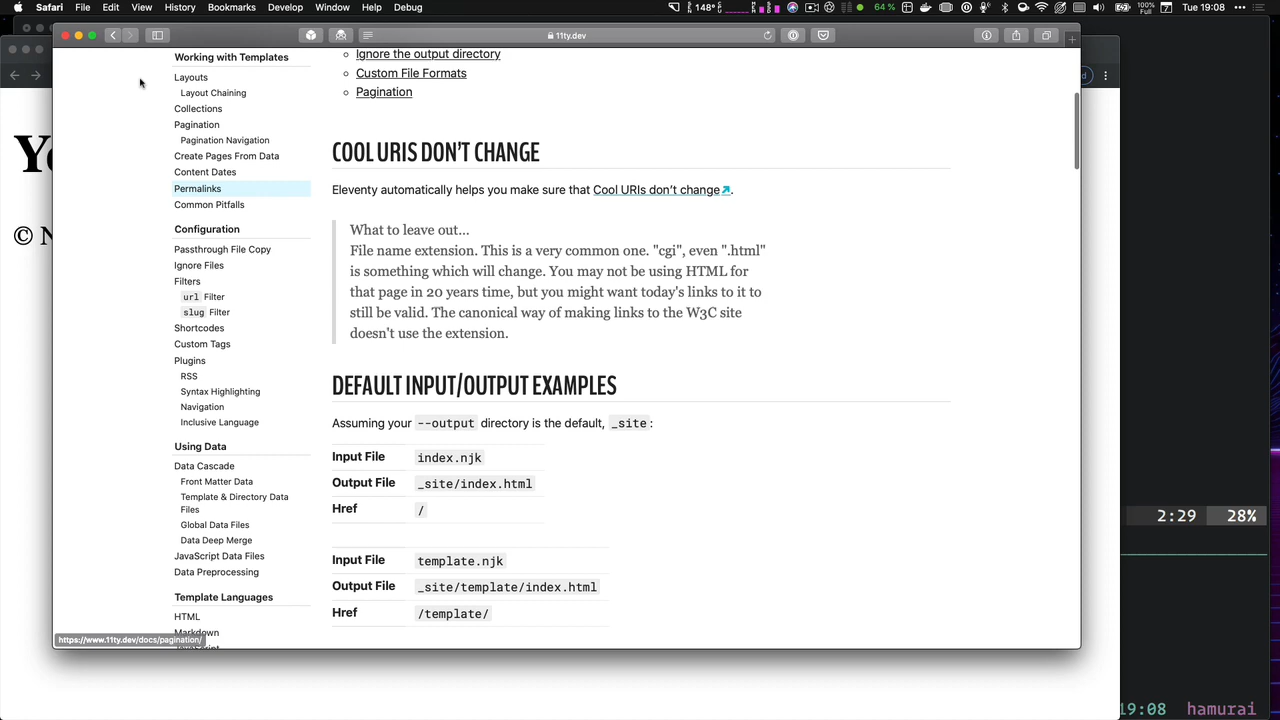 Safari File Edit View History Bookmarks Develop Window Help Debug
148° 64 % 100% Full Tue 19:08
11ty.dev
Working with Templates
Layouts
Layout Chaining
Collections
Pagination
Pagination Navigation
Create Pages From Data
Content Dates
Permalinks
Common Pitfalls
Configuration
Passthrough File Copy
Ignore Files
Filters
url Filter
slug Filter
Shortcodes
Custom Tags
Plugins
RSS
Syntax Highlighting
Navigation
Inclusive Language
Using Data
Data Cascade
Front Matter Data
Template & Directory Data
Files
Global Data Files
Data Deep Merge
JavaScript Data Files
Data Preprocessing
Template Languages
HTML
Markdown
JavaScript
https://www.11ty.dev/docs/pagination/
Ignore the output directory
Custom File Formats
Pagination
COOL URIS DON'T CHANGE
Eleventy automatically helps you make sure that Cool URIs don't change.
What to leave out...
File name extension. This is a very common one. "cgi", even ".html"
is something which will change. You may not be using HTML for
that page in 20 years time, but you might want today's links to it to
still be valid. The canonical way of making links to the W3C site
doesn't use the extension.
DEFAULT INPUT/OUTPUT EXAMPLES
Assuming your --output directory is the default, _site:
Input File index.njk
Output File _site/index.html
Href /
Input File template.njk
Output File _site/template/index.html
Href /template/
© N
2:29 28%
19:08 hamurai